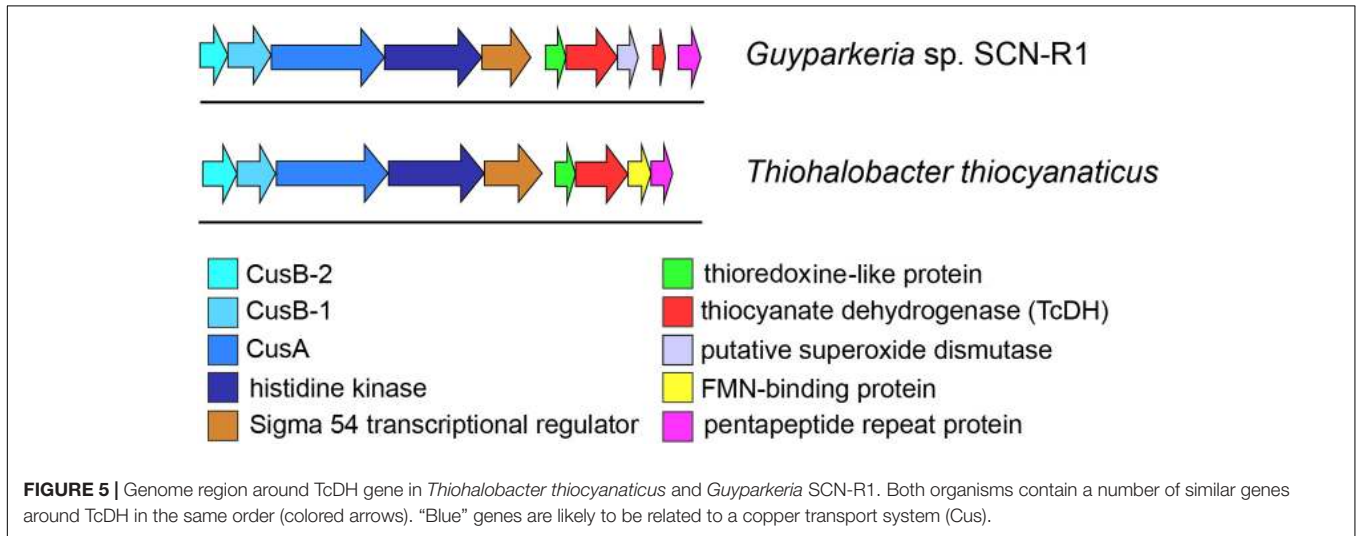 Guyparkeria sp. SCN-R1
Thiohalobacter thiocyanaticus
CusB-2
CusB-1
CusA
histidine kinase
Sigma 54 transcriptional regulator
thioredoxine-like protein
thiocyanate dehydrogenase (TcDH)
putative superoxide dismutase
FMN-binding protein
pentapeptide repeat protein
FIGURE 5 | Genome region around TcDH gene in Thiohalobacter thiocyanaticus and Guyparkeria SCN-R1. Both organisms contain a number of similar genes
around TcDH in the same order (colored arrows). “Blue” genes are likely to be related to a copper transport system (Cus).